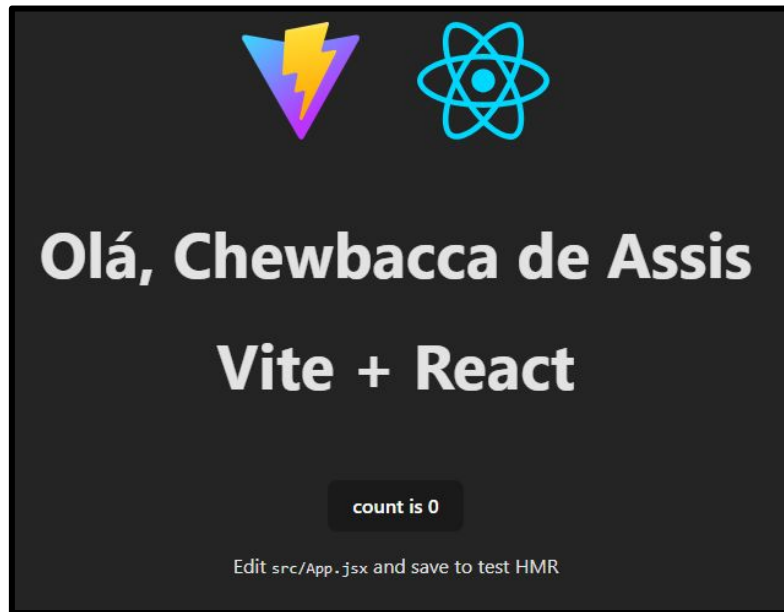 Olá, Chewbacca de Assis
Vite + React
count is 0
Edit src/App.jsx and save to test HMR